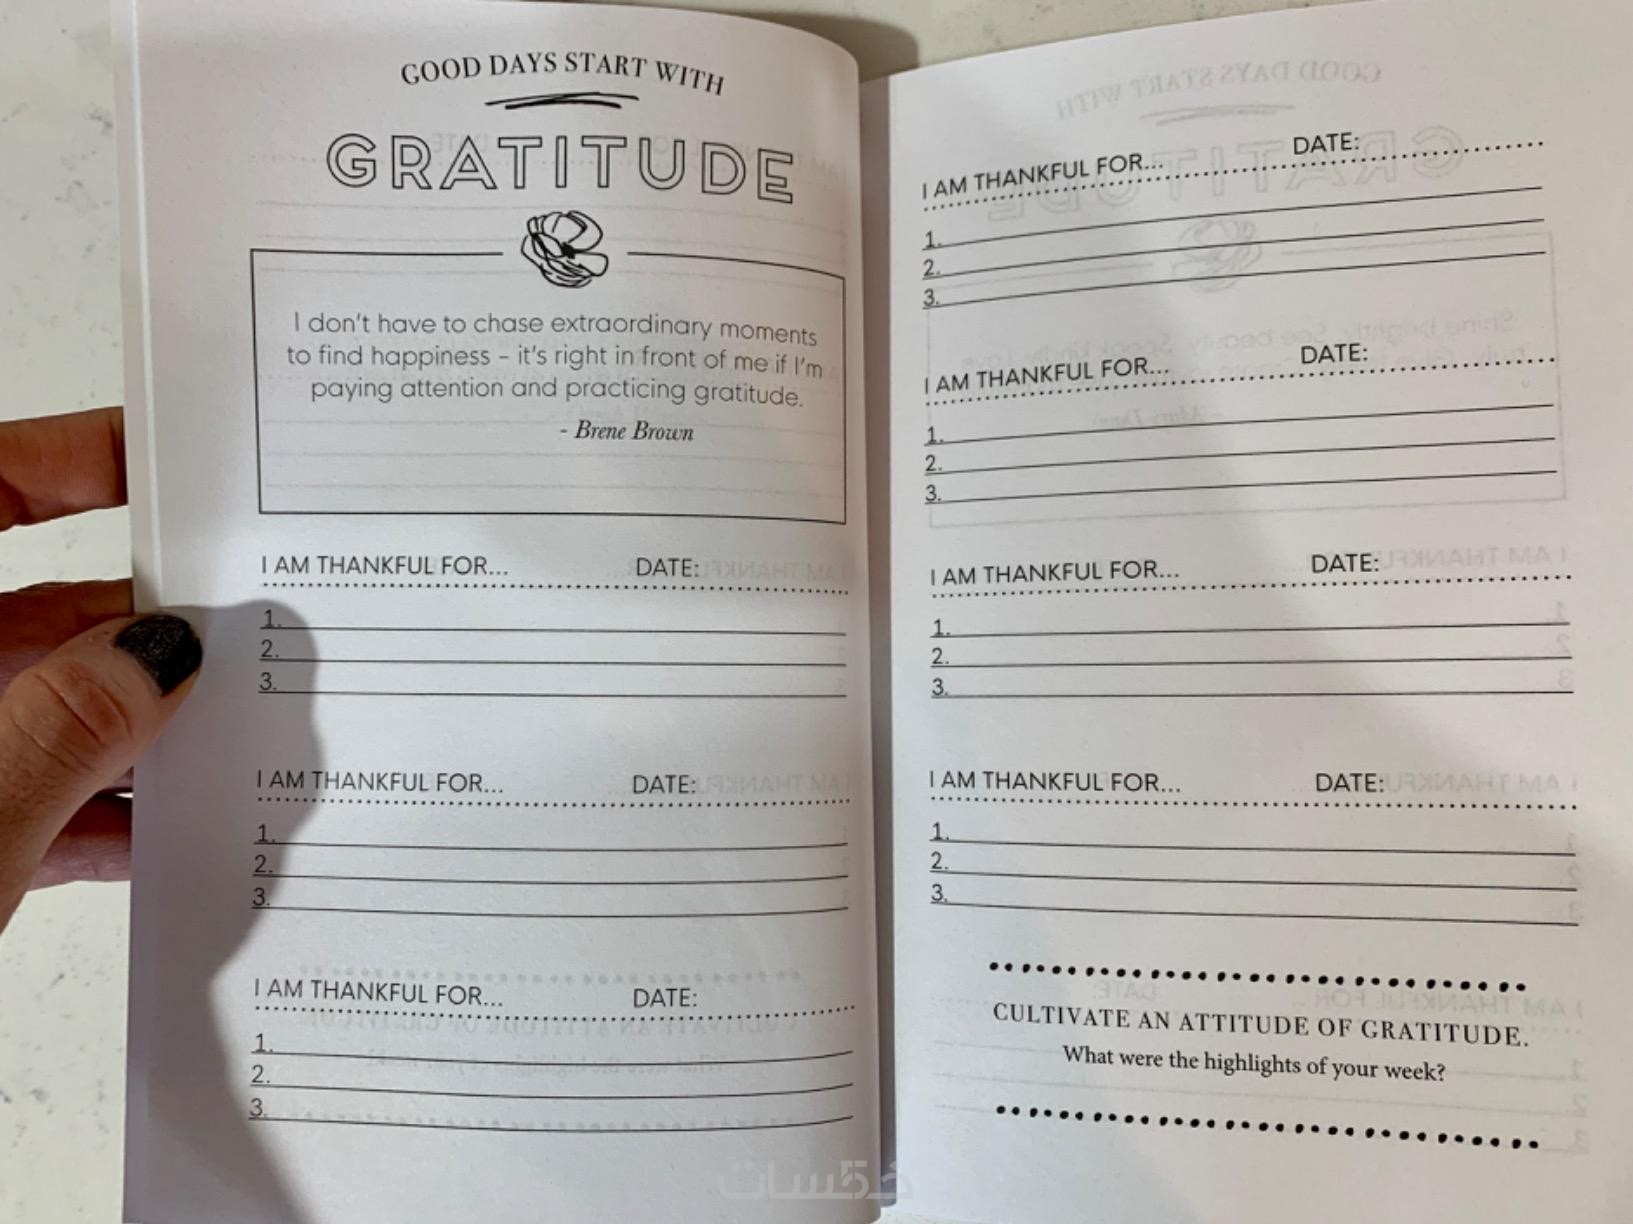 GOOD DAYS START WITH
GRATITUDE
I don't have to chase extraordinary moments
to find happiness – it's right in front of me if I'm
paying attention and practicing gratitude.
- Brene Brown
I AM THANKFUL FOR... DATE:
1.
2.
3.
I AM THANKFUL FOR... DATE:
1.
2.
3.
I AM THANKFUL FOR... DATE:
1.
2.
3.
I AM THANKFUL FOR... DATE:
1.
2.
3.
I AM THANKFUL FOR... DATE:
1.
2.
3.
I AM THANKFUL FOR... DATE:
1.
2.
3.
I AM THANKFUL FOR... DATE:
1.
2.
3.
CULTIVATE AN ATTITUDE OF GRATITUDE.
What were the highlights of your week?
خمسات